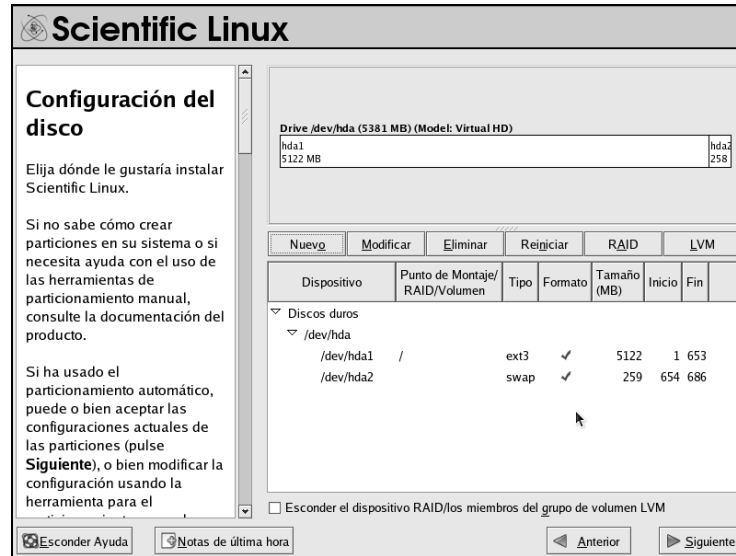 Scientific Linux
Configuración del
disco
Elija dónde le gustaría instalar
Scientific Linux.
Si no sabe cómo crear
particiones en su sistema o si
necesita ayuda con el uso de
las herramientas de
particionamiento manual,
consulte la documentación del
producto.
Si ha usado el
particionamiento automático,
puede o bien aceptar las
configuraciones actuales de
las particiones (pulse
Siguiente), o bien modificar la
configuración usando la
herramienta para el
Drive /dev/hda (5381 MB) (Model: Virtual HD)
hda1 hda2
5122 MB 258
Nuevo Modificar Eliminar Reiniciar RAID LVM
Dispositivo Punto de Montaje/ RAID/Volumen Tipo Formato Tamaño (MB) Inicio Fin
Discos duros
/dev/hda
/dev/hda1 / ext3 5122 1 653
/dev/hda2 swap 259 654 686
Esconder el dispositivo RAID/los miembros del grupo de volumen LVM
Esconder Ayuda Notas de última hora Anterior Siguiente